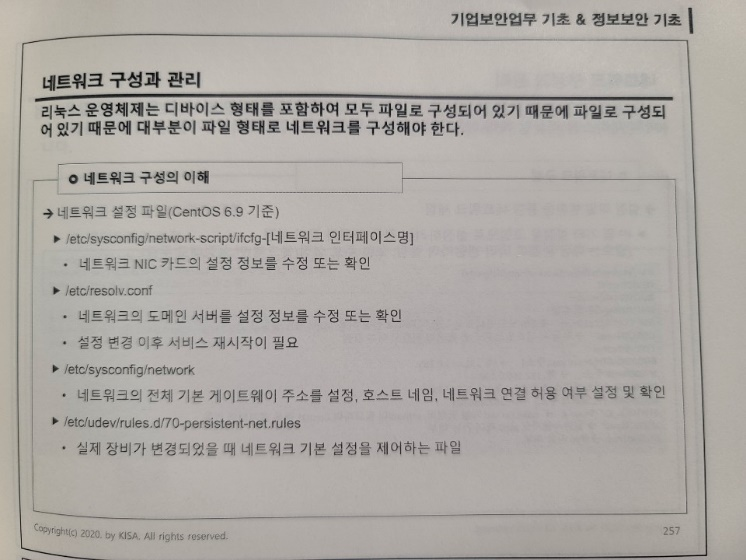 기업보안업무 기초 & 정보보안 기초
네트워크 구성과 관리
리눅스 운영체제는 디바이스 형태를 포함하여 모두 파일로 구성되어 있기 때문에 파일로 구성되
어 있기 때문에 대부분이 파일 형태로 네트워크를 구성해야 한다.
네트워크 구성의 이해
➔ 네트워크 설정 파일(CentOS 6.9 기준)
▶ /etc/sysconfig/network-script/ifcfg-[네트워크 인터페이스명]
• 네트워크 NIC 카드의 설정 정보를 수정 또는 확인
▶ /etc/resolv.conf
• 네트워크의 도메인 서버를 설정 정보를 수정 또는 확인
• 설정 변경 이후 서비스 재시작이 필요
▶ /etc/sysconfig/network
• 네트워크의 전체 기본 게이트웨이 주소를 설정, 호스트 네임, 네트워크 연결 허용 여부 설정 및 확인
▶ /etc/udev/rules.d/70-persistent-net.rules
• 실제 장비가 변경되었을 때 네트워크 기본 설정을 제어하는 파일
Copyright(c) 2020. by KISA. All rights reserved.
257